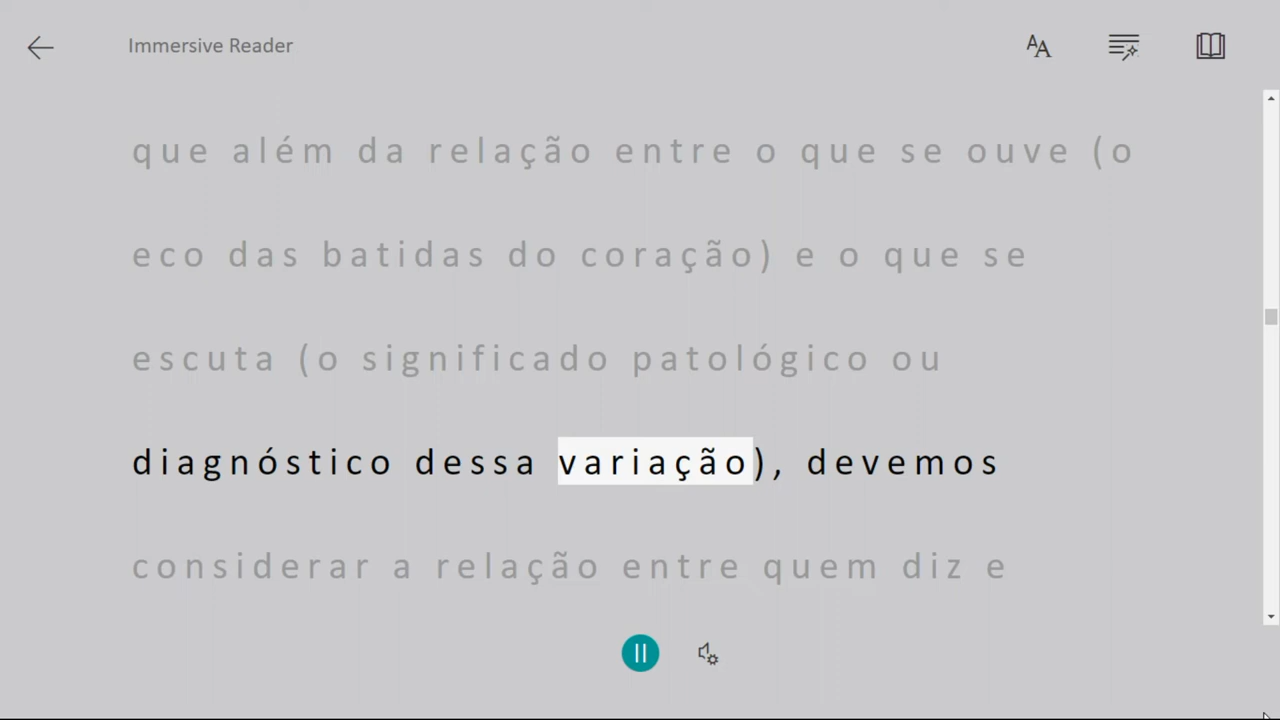 Immersive Reader
que além da relação entre o que se ouve (o
eco das batidas do coração) e o que se
escuta (o significado patológico ou
diagnóstico dessa variação), devemos
considerar a relação entre quem diz e